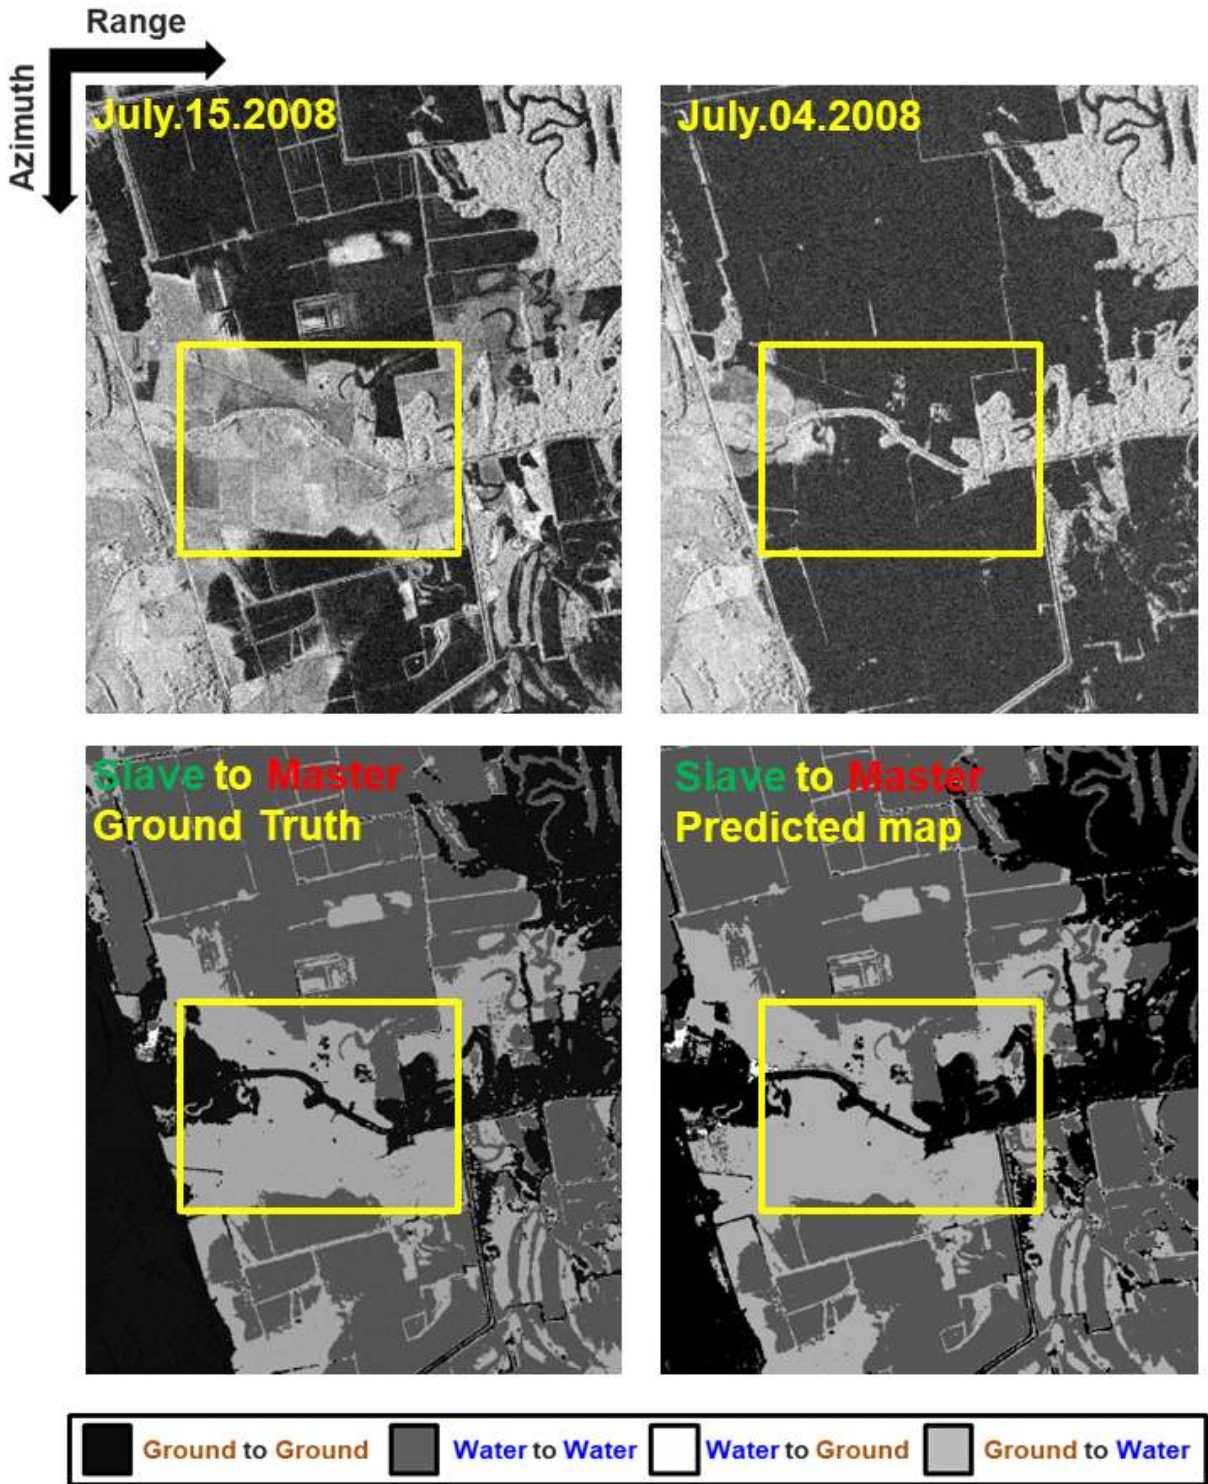 Range
Azimuth
July.15.2008
July.04.2008
Slave to Master
Ground Truth
Slave to Master
Predicted map
Ground to Ground
Water to Water
Water to Ground
Ground to Water